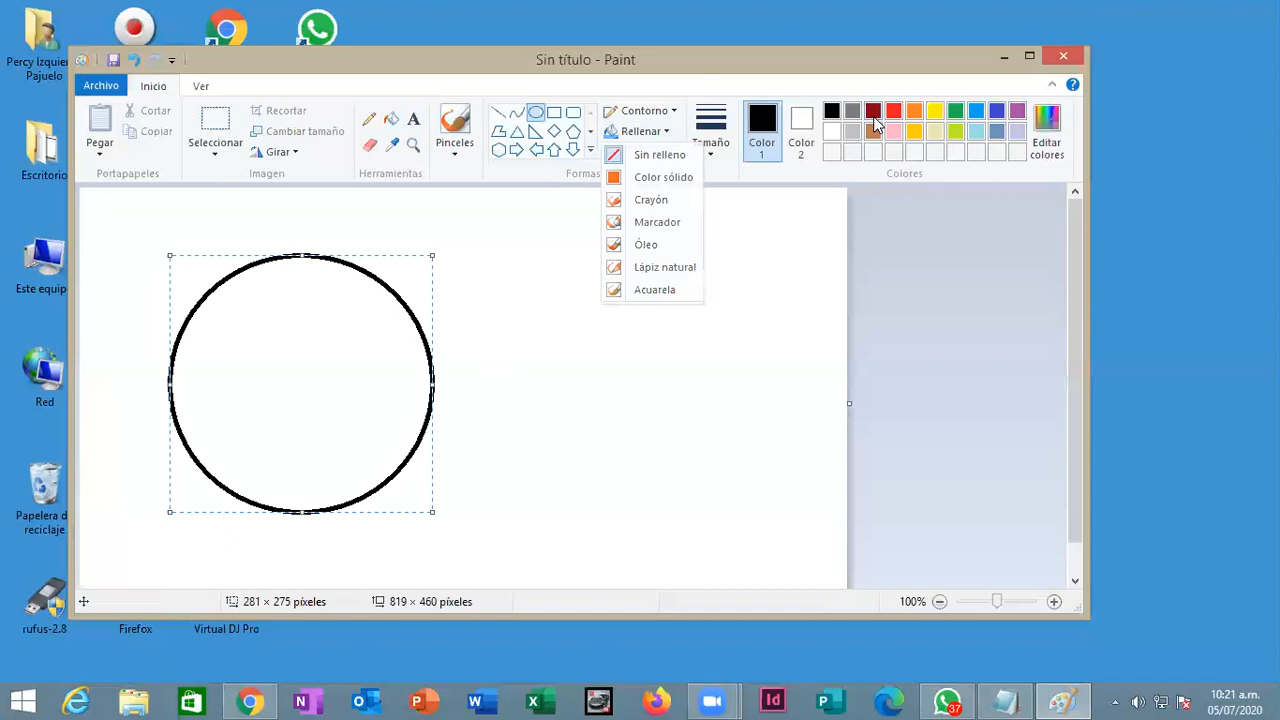 Percy Izquier
Pajuelo
Escritorio
Este equip
Red
Papelera d
reciclaje
rufus-2.8
Firefox
Virtual DJ Pro
Sin título - Paint
Archivo
Inicio
Ver
Pegar
Cortar
Copiar
Portapapeles
Seleccionar
Recortar
Cambiar tamaño
Girar
Imagen
A
Herramientas
Pinceles
Contorno
Rellenar
Formas
Tamaño
Color
1
Color
2
Editar
colores
Colores
Sin relleno
Color sólido
Crayón
Marcador
Óleo
Lápiz natural
Acuarela
281 × 275 píxeles
819 × 460 píxeles
100%
37
10:21 a.m.
05/07/2020